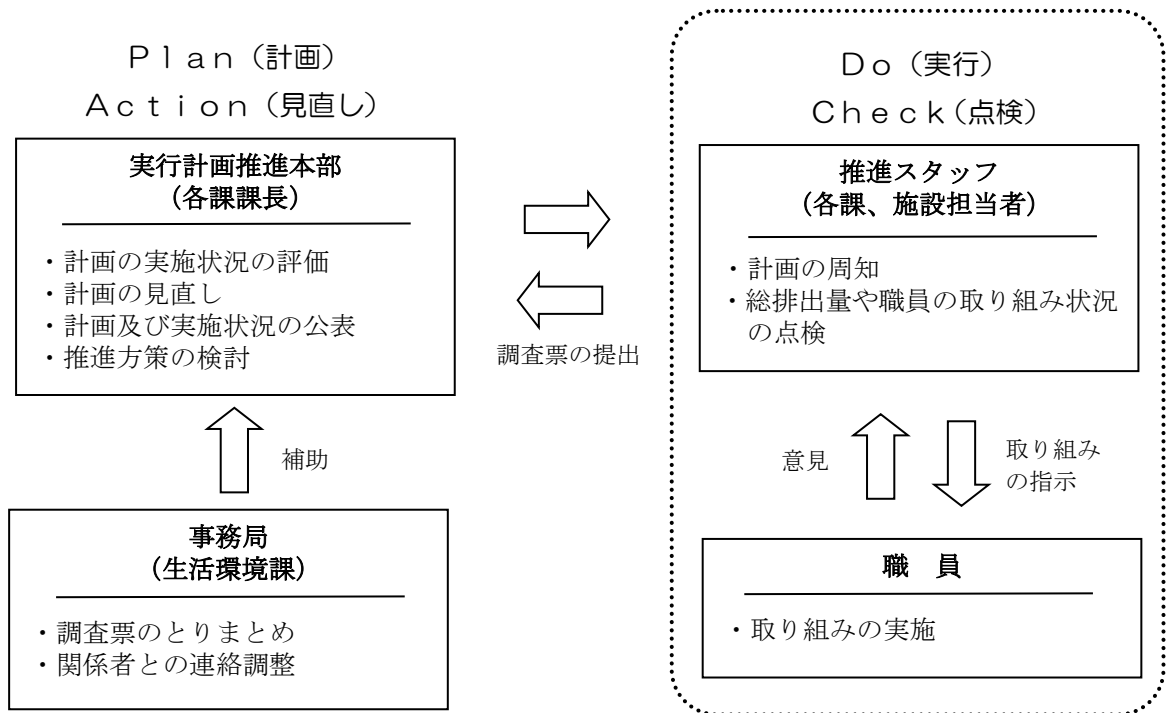 Ｐｌａｎ（計画）
Ａｃｔｉｏｎ（見直し）
実行計画推進本部
（各課課長）
・計画の実施状況の評価
・計画の見直し
・計画及び実施状況の公表
・推進方策の検討
調査票の提出
補助
事務局
（生活環境課）
・調査票のとりまとめ
・関係者との連絡調整
Ｄｏ（実行）
Ｃｈｅｃｋ（点検）
推進スタッフ
（各課、施設担当者）
・計画の周知
・総排出量や職員の取り組み状況
の点検
意見
取り組み
の指示
職　員
・取り組みの実施